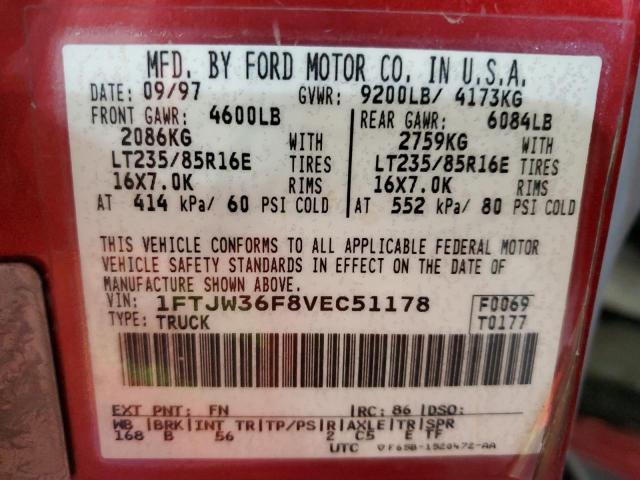 MFD. BY FORD MOTOR CO. IN U.S.A.
DATE: 09/97 GVWR: 9200LB/ 4173KG
FRONT GAWR: 4600LB REAR GAWR: 6084LB
2086KG WITH 2759KG WITH
LT235/85R16E TIRES LT235/85R16E TIRES
16X7.0K RIMS 16X7.0K RIMS
AT 414 kPa/ 60 PSI COLD AT 552 kPa/ 80 PSI COLD
THIS VEHICLE CONFORMS TO ALL APPLICABLE FEDERAL MOTOR
VEHICLE SAFETY STANDARDS IN EFFECT ON THE DATE OF
MANUFACTURE SHOWN ABOVE.
VIN: 1FTJW36F8VEC51178 F0069
TYPE: TRUCK T0177
EXT PNT: FN RC: 86 DSO:
WB BRK INT TR TP/PS R AXLE TR SPR
168 B 56 2 C5 E TF
UTC F65B-1520472-AA